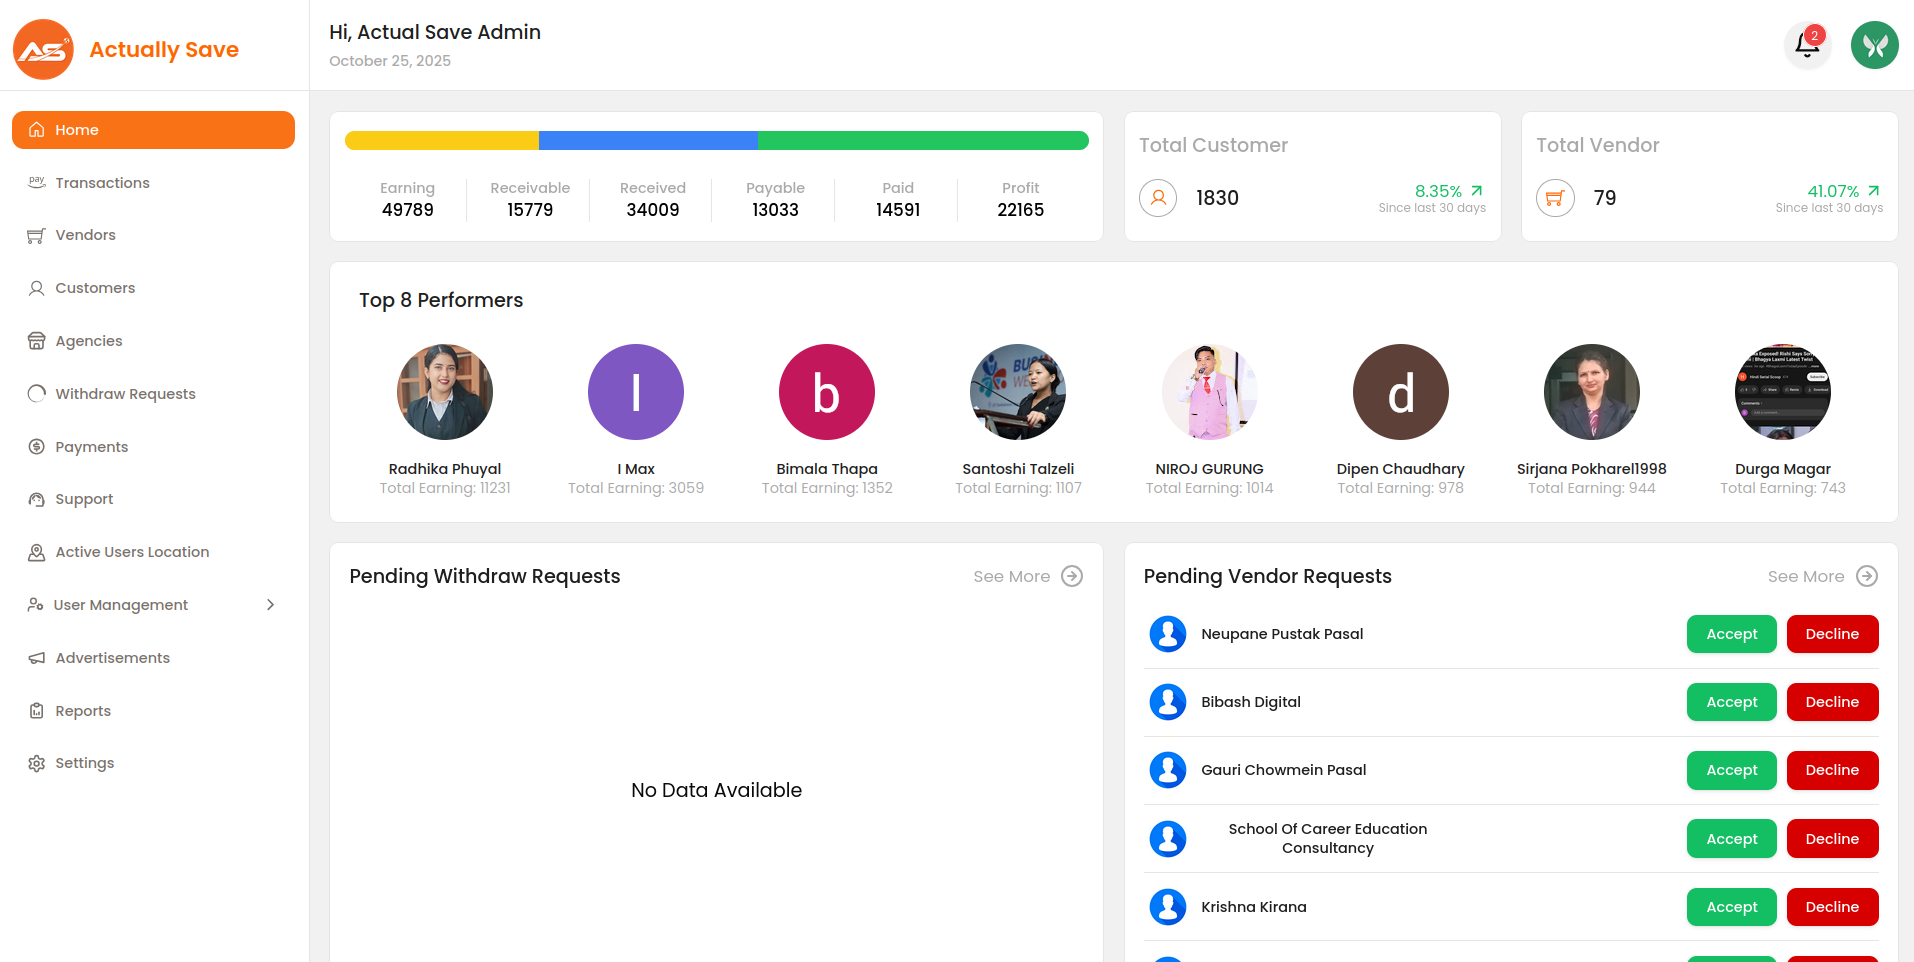 AS
Actually Save
Hi, Actual Save Admin
October 25, 2025
2
Home
pay
Transactions
Vendors
Customers
Agencies
Withdraw Requests
Payments
Support
Active Users Location
User Management
Advertisements
Reports
Settings
Earning
49789
Receivable
15779
Received
34009
Payable
13033
Paid
14591
Profit
22165
Total Customer
1830
8.35%
Since last 30 days
Total Vendor
79
41.07%
Since last 30 days
Top 8 Performers
Radhika Phuyal
Total Earning: 11231
I
I Max
Total Earning: 3059
b
Bimala Thapa
Total Earning: 1352
Santoshi Talzeli
Total Earning: 1107
NIROJ GURUNG
Total Earning: 1014
d
Dipen Chaudhary
Total Earning: 978
Sirjana Pokharel1998
Total Earning: 944
Durga Magar
Total Earning: 743
Pending Withdraw Requests
See More
No Data Available
Pending Vendor Requests
See More
Neupane Pustak Pasal
Accept
Decline
Bibash Digital
Accept
Decline
Gauri Chowmein Pasal
Accept
Decline
School Of Career Education
Consultancy
Accept
Decline
Krishna Kirana
Accept
Decline